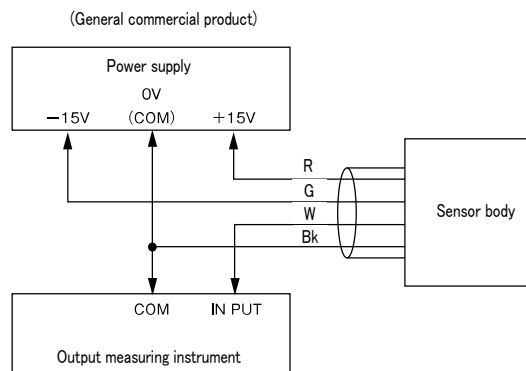 (General commercial product)
Power supply
0V
−15V (COM) +15V
R
G
W
Bk
Sensor body
COM IN PUT
Output measuring instrument